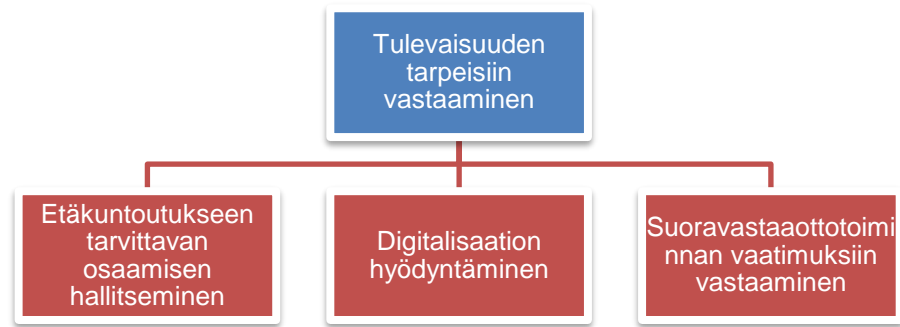 Tulevaisuuden
tarpeisiin
vastaaminen
Etäkuntoutukseen
tarvittavan
osaamisen
hallitseminen
Digitalisaation
hyödyntäminen
Suoravastaaottotoimi
nnan vaatimuksiin
vastaaminen